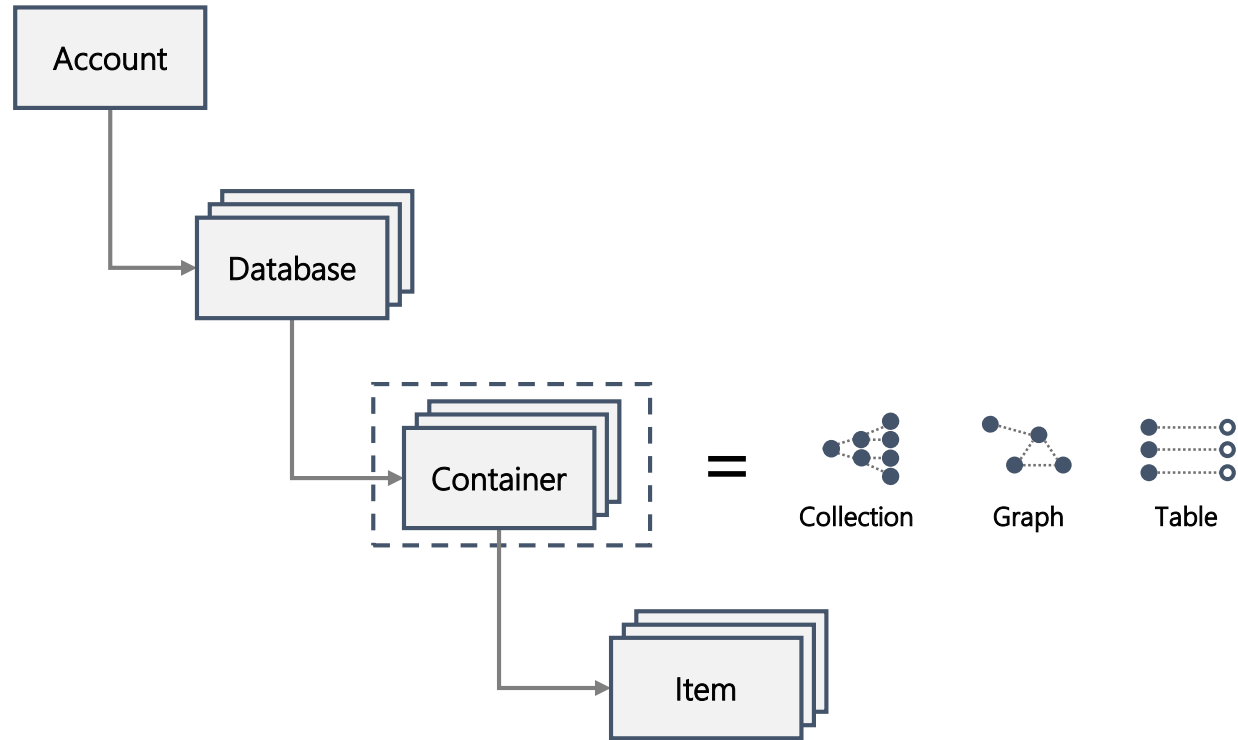 Account
Database
Container
=
Collection
Graph
Table
Item